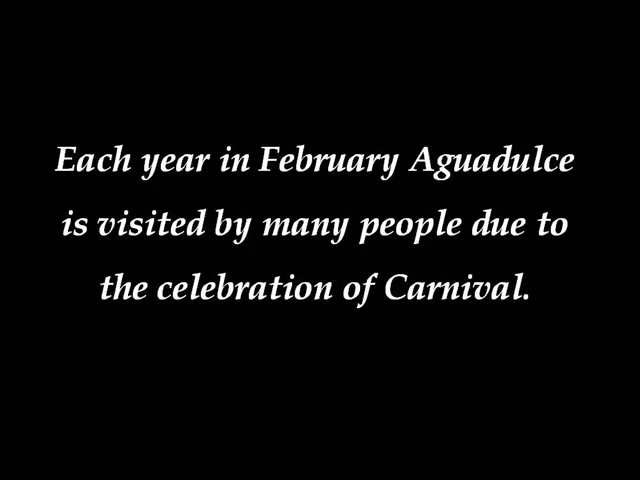 Each year in February Aguadulce
is visited by many people due to
the celebration of Carnival.